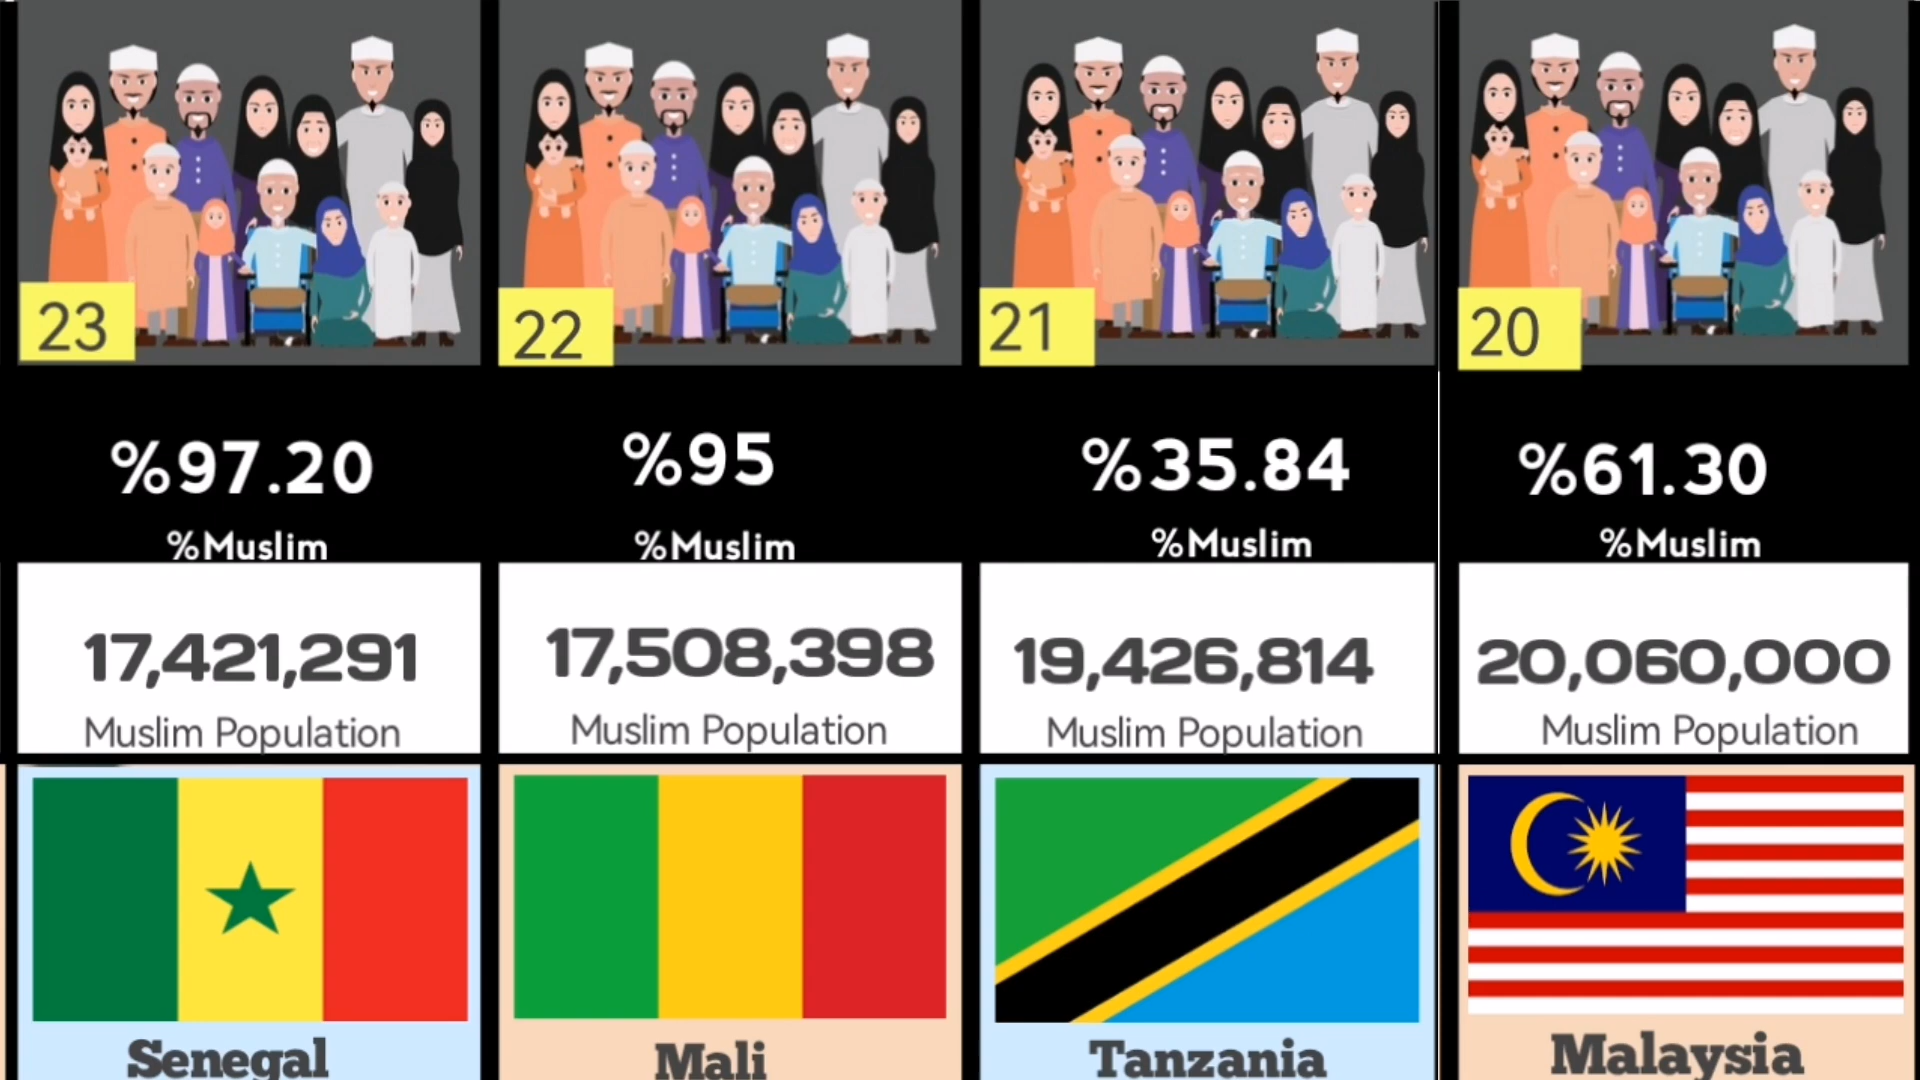 23
%97.20
%Muslim
17,421,291
Muslim Population
Senegal
22
%95
%Muslim
17,508,398
Muslim Population
Mali
21
%35.84
%Muslim
19,426,814
Muslim Population
Tanzania
20
%61.30
%Muslim
20,060,000
Muslim Population
Malaysia